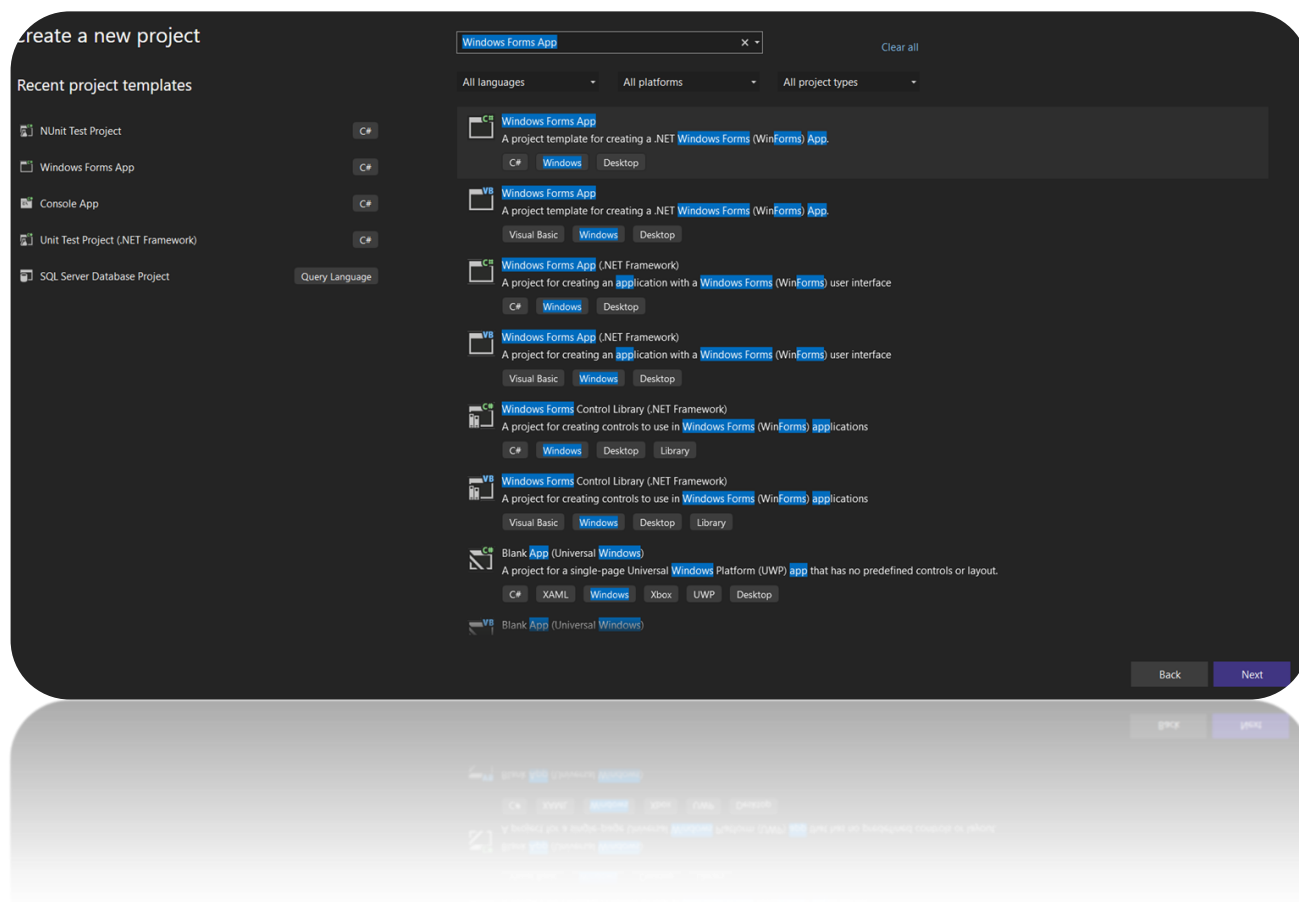 Create a new project
Recent project templates
NUnit Test Project C#
Windows Forms App C#
Console App C#
Unit Test Project (.NET Framework) C#
SQL Server Database Project Query Language
Windows Forms App
Clear all
All languages All platforms All project types
C#
Windows Forms App
A project template for creating a .NET Windows Forms (WinForms) App.
C# Windows Desktop
VB
Windows Forms App
A project template for creating a .NET Windows Forms (WinForms) App.
Visual Basic Windows Desktop
C#
Windows Forms App (.NET Framework)
A project for creating an application with a Windows Forms (WinForms) user interface
C# Windows Desktop
VB
Windows Forms App (.NET Framework)
A project for creating an application with a Windows Forms (WinForms) user interface
Visual Basic Windows Desktop
C#
Windows Forms Control Library (.NET Framework)
A project for creating controls to use in Windows Forms (WinForms) applications
C# Windows Desktop Library
VB
Windows Forms Control Library (.NET Framework)
A project for creating controls to use in Windows Forms (WinForms) applications
Visual Basic Windows Desktop Library
C#
Blank App (Universal Windows)
A project for a single-page Universal Windows Platform (UWP) app that has no predefined controls or layout.
C# XAML Windows Xbox UWP Desktop
VB
Blank App (Universal Windows)
Back Next